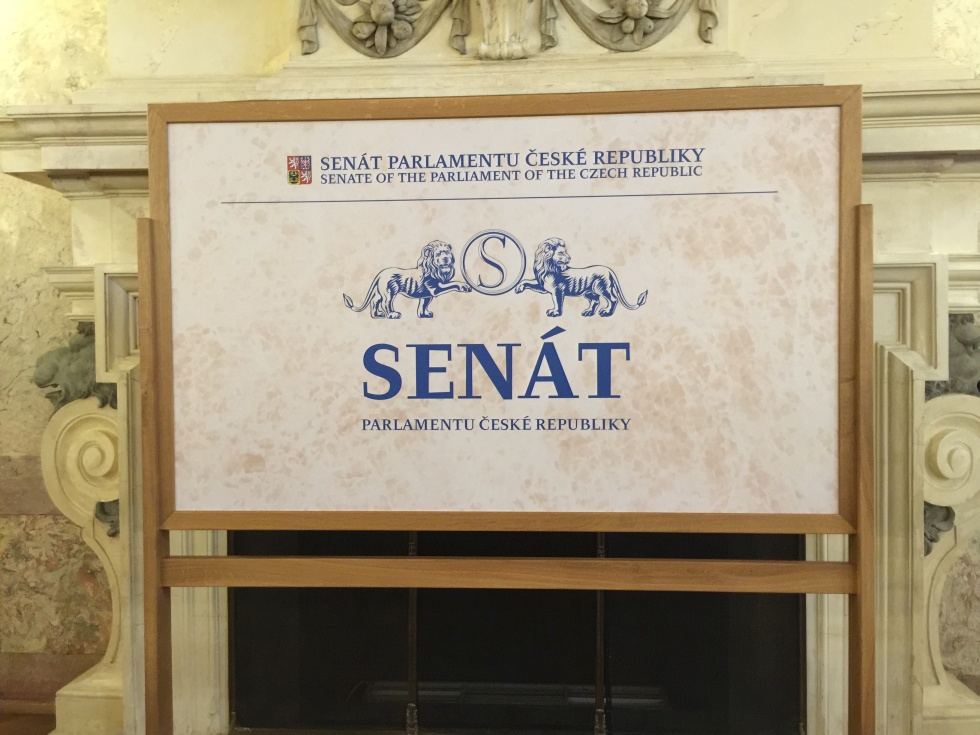 SENÁT PARLAMENTU ČESKÉ REPUBLIKY
SENATE OF THE PARLIAMENT OF THE CZECH REPUBLIC
S
SENÁT
PARLAMENTU ČESKÉ REPUBLIKY